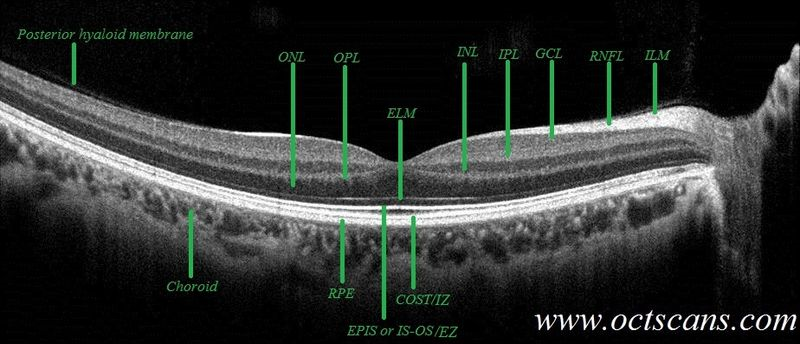 Posterior hyaloid membrane
ONL
OPL
ELM
INL
IPL
GCL
RNFL
ILM
Choroid
RPE
COST/IZ
EPIS or IS-OS/EZ
www.octscans.com